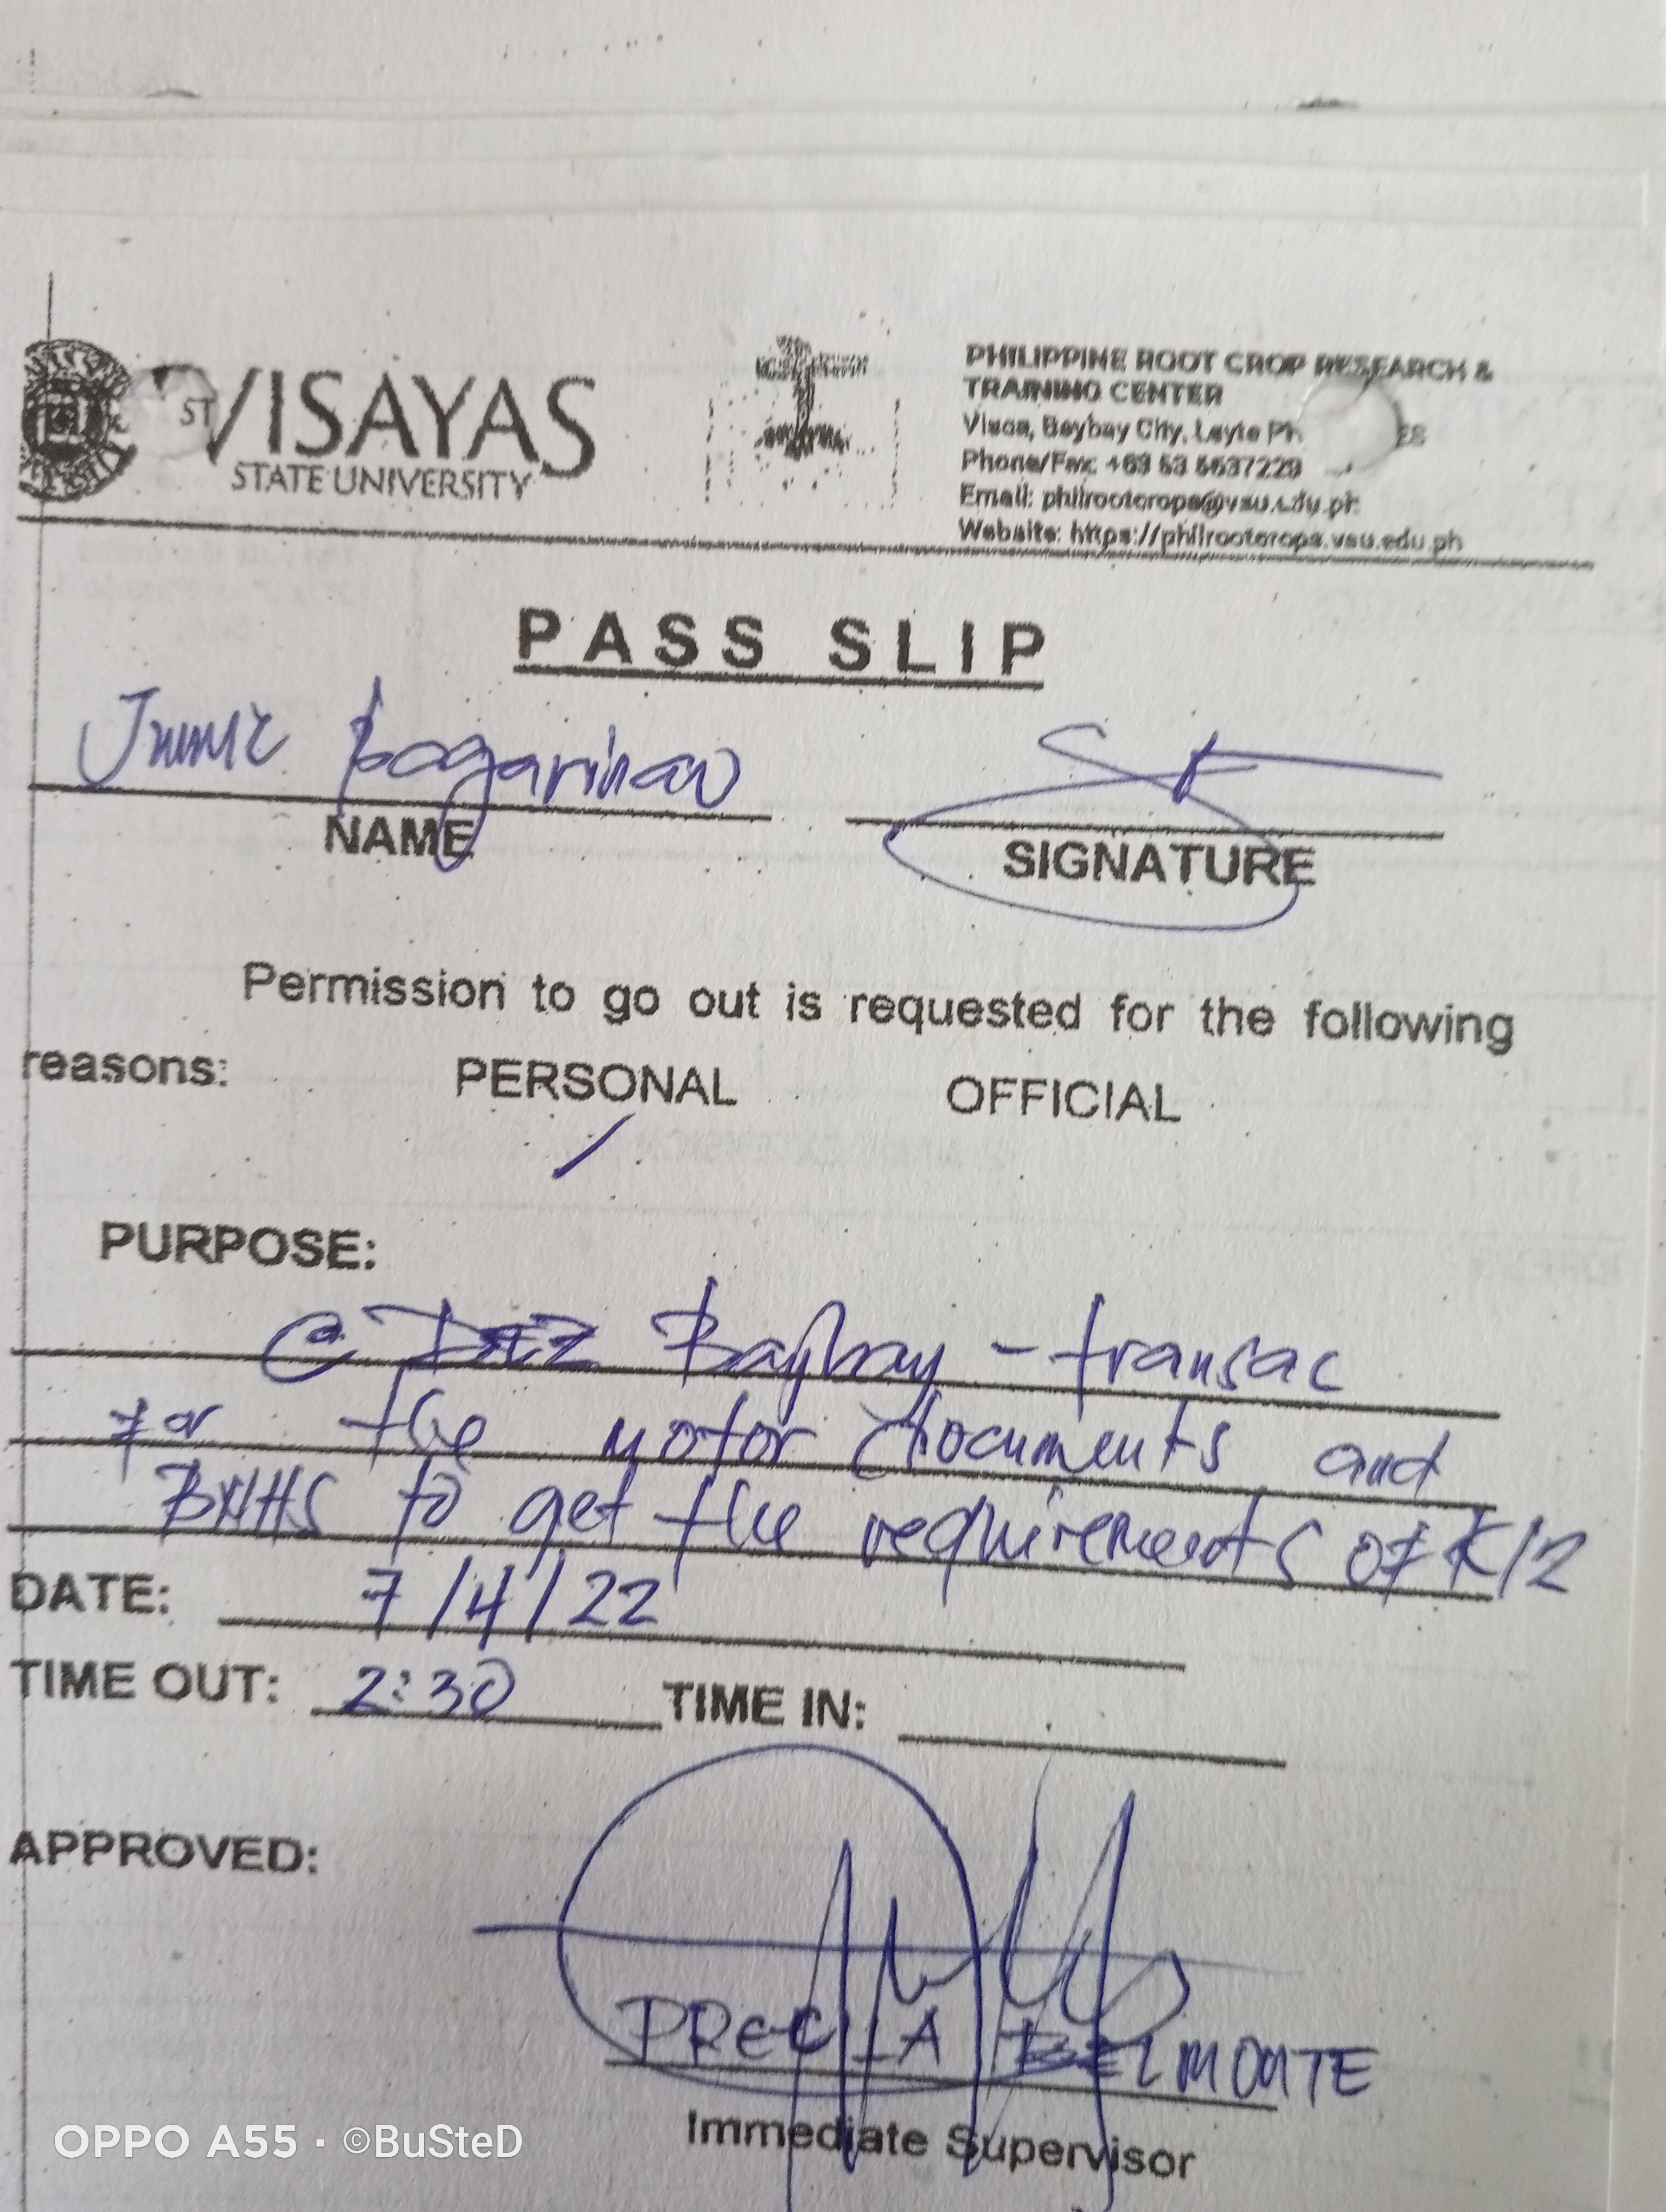 VISAYAS
STATE UNIVERSITY
PHILIPPINE ROOT CROP RESEARCH &
TRAINING CENTER
Visca, Baybay City, Leyte
Phone/Fax: +63 53 5637229
Email: philrootcrops@vsu.edu.ph
Website: https://philrootcrops.vsu.edu.ph
PASS SLIP
Bogarinao
NAME
SIGNATURE
Permission to go out is requested for the following
reasons: PERSONAL OFFICIAL
/
PURPOSE:
@ Baybay - transac
for the motor documents and
BNHS to get the requirements of K12
DATE: 7/4/22
TIME OUT: 2:30 TIME IN:
APPROVED:
BELMONTE
Immediate Supervisor
OPPO A55 · ©BuSteD